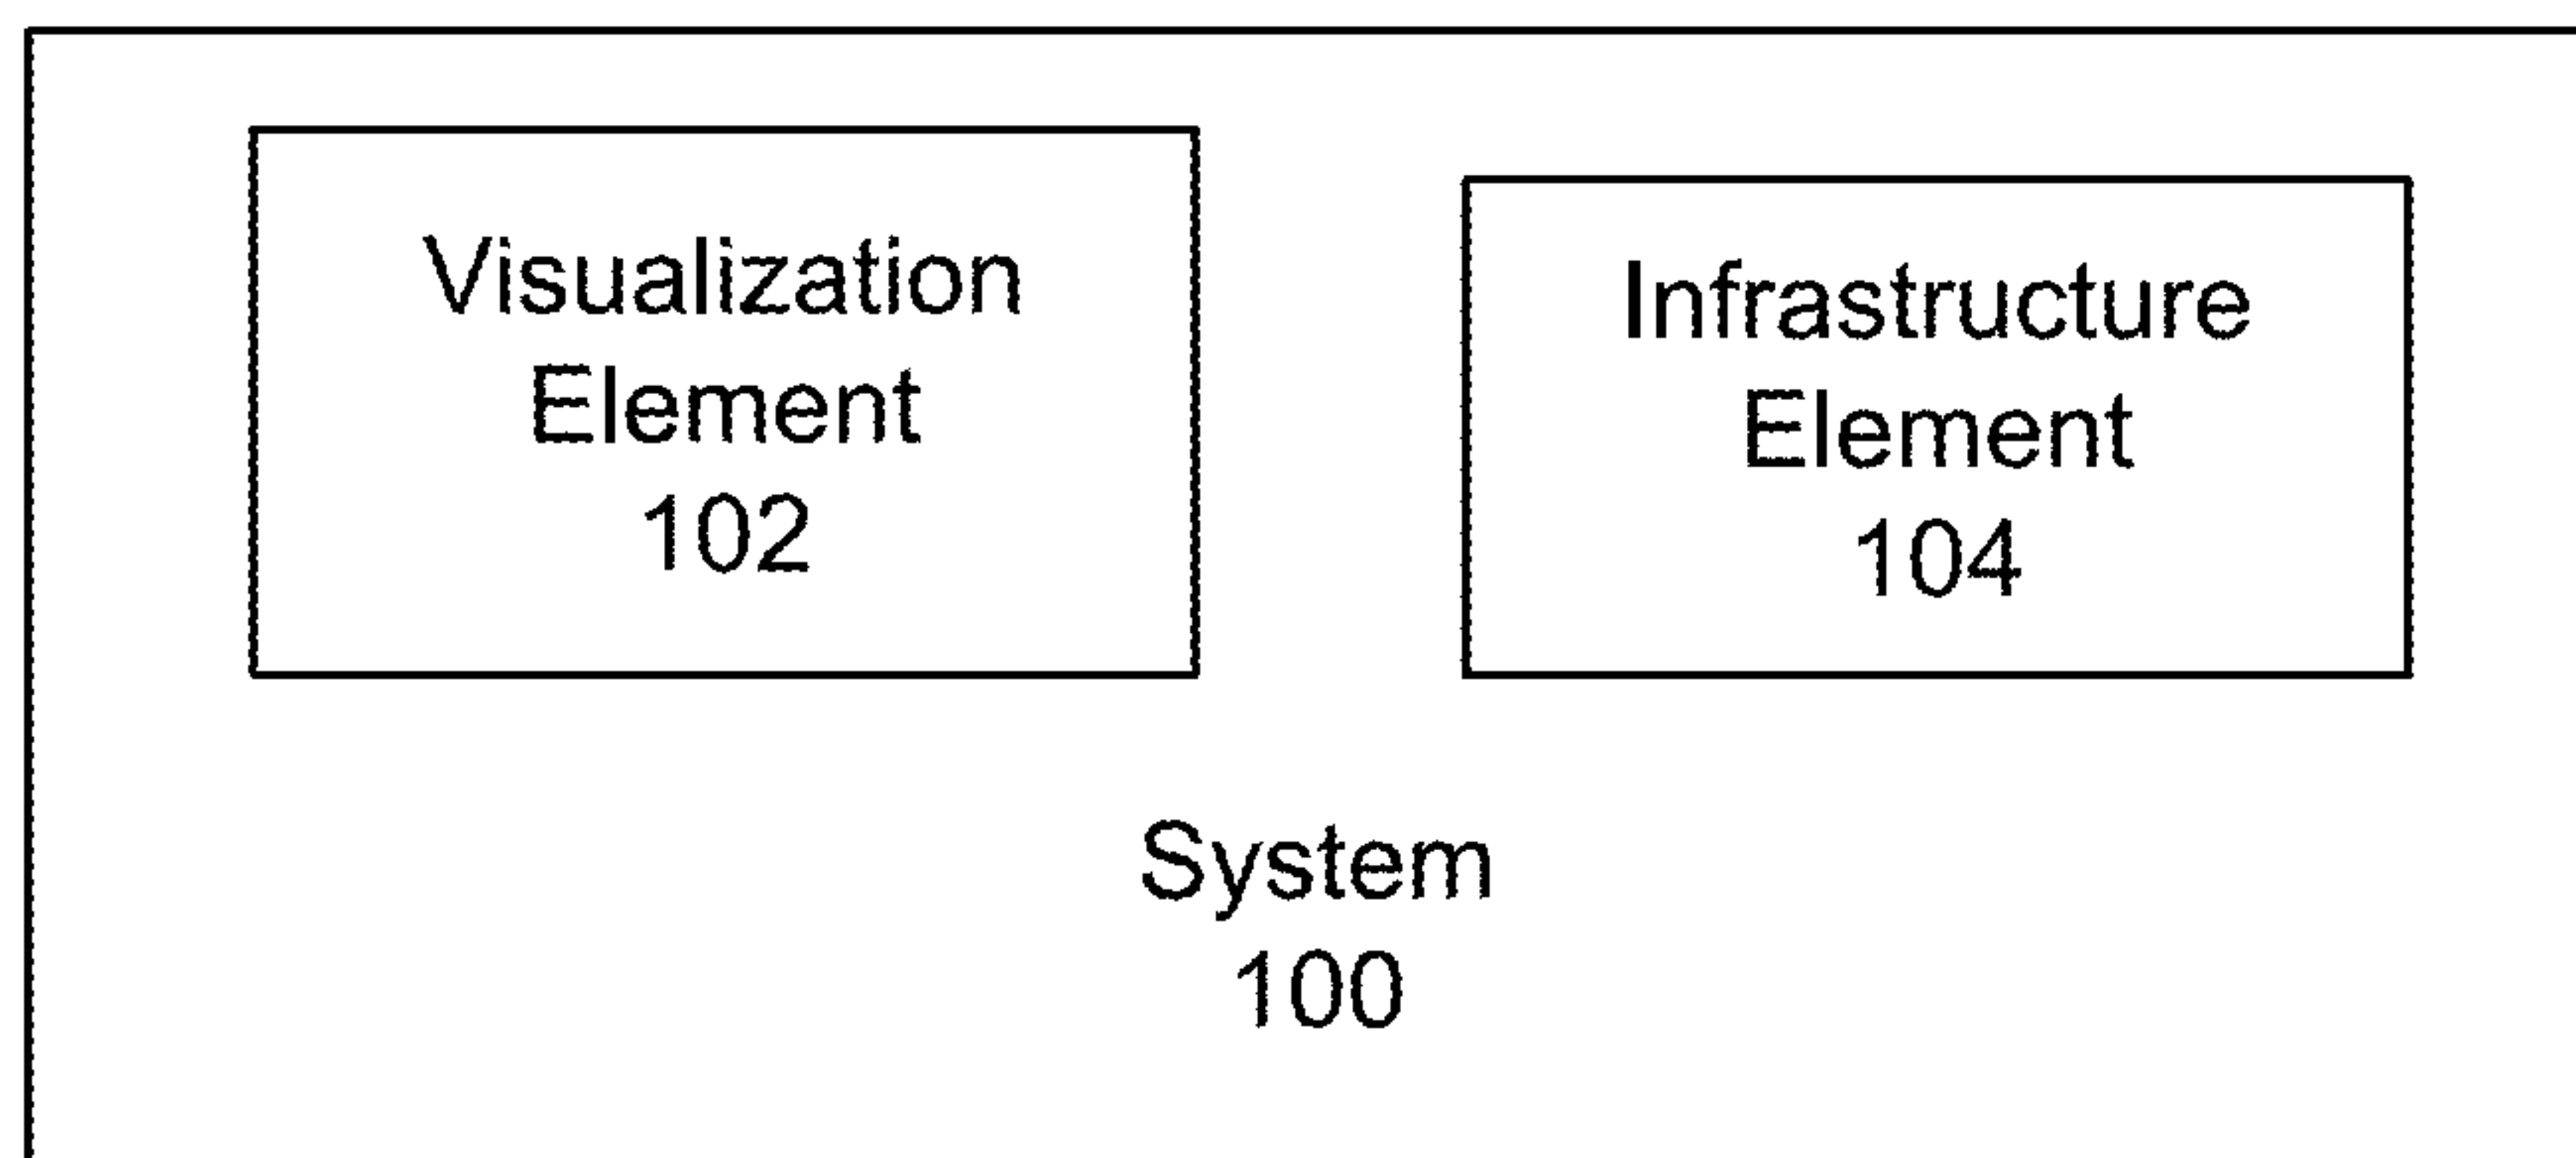 Visualization
Element
102
Infrastructure
Element
104
System
100